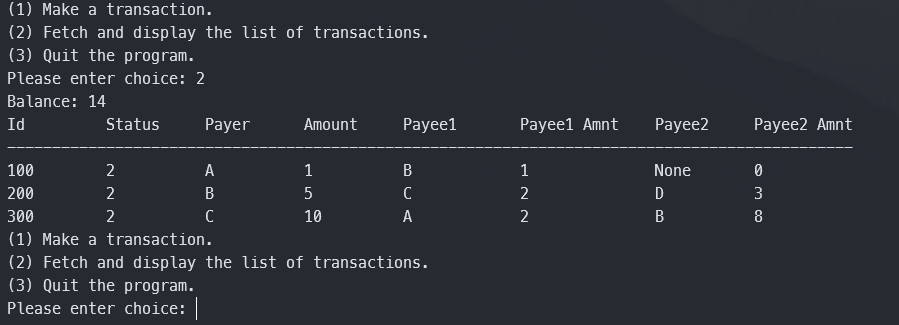 (1) Make a transaction.
(2) Fetch and display the list of transactions.
(3) Quit the program.
Please enter choice: 2
Balance: 14
Id Status Payer Amount Payee1 Payee1 Amnt Payee2 Payee2 Amnt
----------------------------------------------------------------------------------------------
100 2 A 1 B 1 None 0
200 2 B 5 C 2 D 3
300 2 C 10 A 2 B 8
(1) Make a transaction.
(2) Fetch and display the list of transactions.
(3) Quit the program.
Please enter choice: